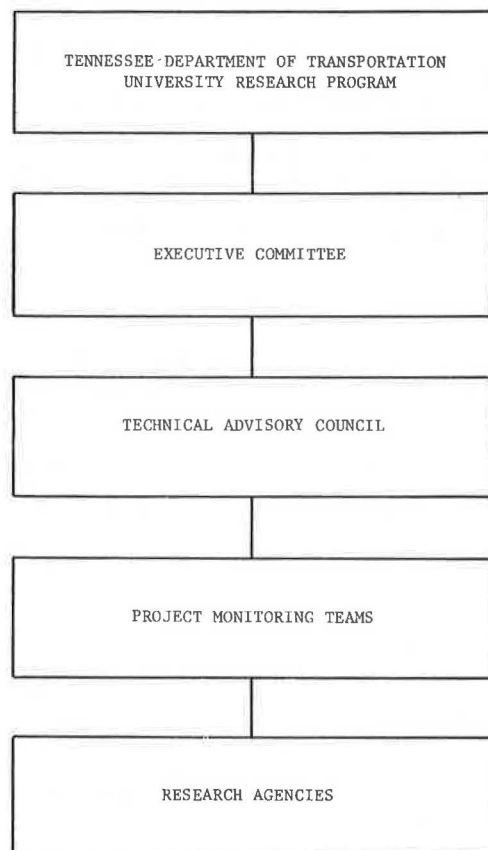 TENNESSEE DEPARTMENT OF TRANSPORTATION
UNIVERSITY RESEARCH PROGRAM
EXECUTIVE COMMITTEE
TECHNICAL ADVISORY COUNCIL
PROJECT MONITORING TEAMS
RESEARCH AGENCIES